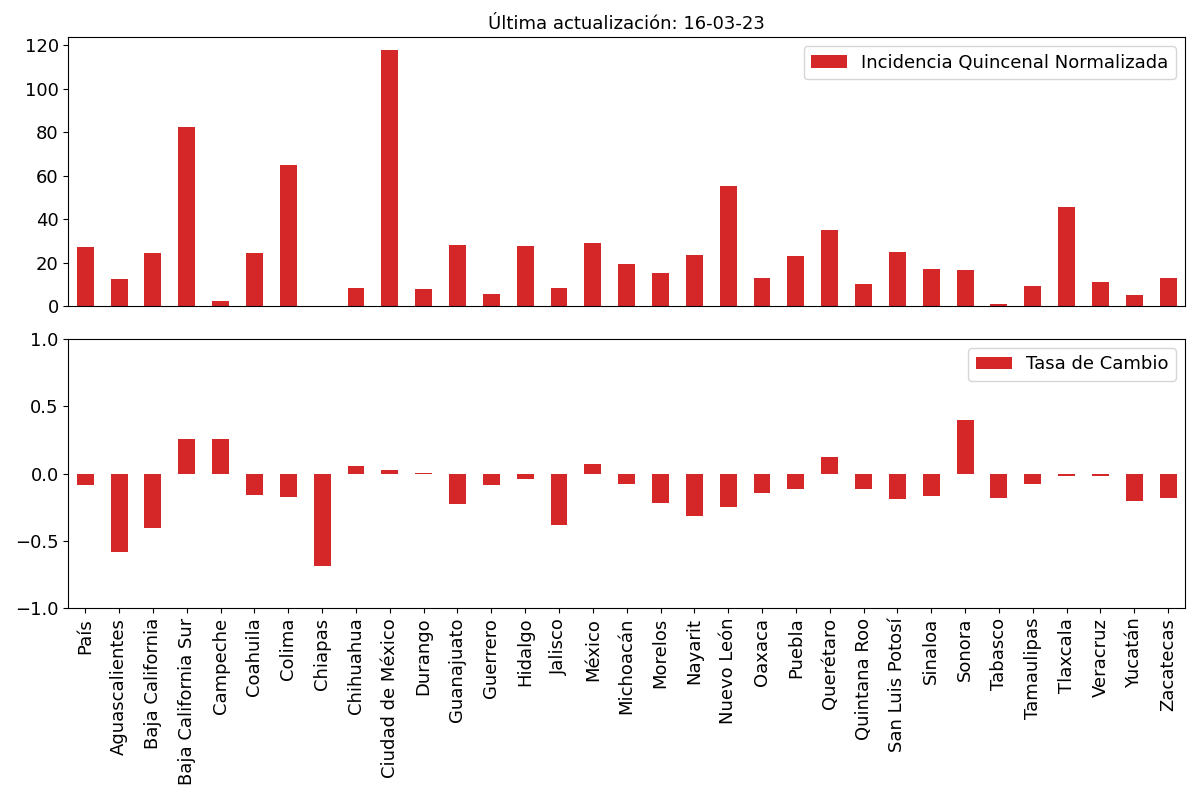 Última actualización: 16-03-23
120
100
80
60
40
20
0
Incidencia Quincenal Normalizada
1.0
0.5
0.0
−0.5
−1.0
Tasa de Cambio
País
Aguascalientes
Baja California
Baja California Sur
Campeche
Coahuila
Colima
Chiapas
Chihuahua
Ciudad de México
Durango
Guanajuato
Guerrero
Hidalgo
Jalisco
México
Michoacán
Morelos
Nayarit
Nuevo León
Oaxaca
Puebla
Querétaro
Quintana Roo
San Luis Potosí
Sinaloa
Sonora
Tabasco
Tamaulipas
Tlaxcala
Veracruz
Yucatán
Zacatecas